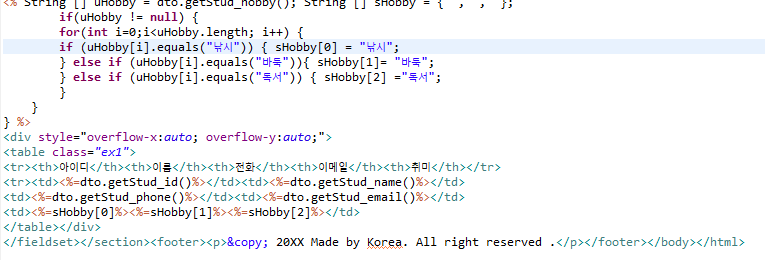 <% String [] uHobby = dto.getStud_hobby(); String [] sHobby = { " ", " ", " "};
if(uHobby != null) {
for(int i=0;i<uHobby.length; i++) {
if (uHobby[i].equals("낚시")) { sHobby[0] = "낚시";
} else if (uHobby[i].equals("바둑")){ sHobby[1]= "바둑";
} else if (uHobby[i].equals("독서")) { sHobby[2] ="독서";
}
}
} %>
<div style="overflow-x:auto; overflow-y:auto;">
<table class="ex1">
<tr><th>아이디</th><th>이름</th><th>전화</th><th>이메일</th><th>취미</th></tr>
<tr><td><%=dto.getStud_id()%></td><td><%=dto.getStud_name()%></td>
<td><%=dto.getStud_phone()%></td><td><%=dto.getStud_email()%></td>
<td><%=sHobby[0]%><%=sHobby[1]%><%=sHobby[2]%></td>
</table></div>
</fieldset></section><footer><p>&copy; 20XX Made by Korea. All right reserved .</p></footer></body></html>